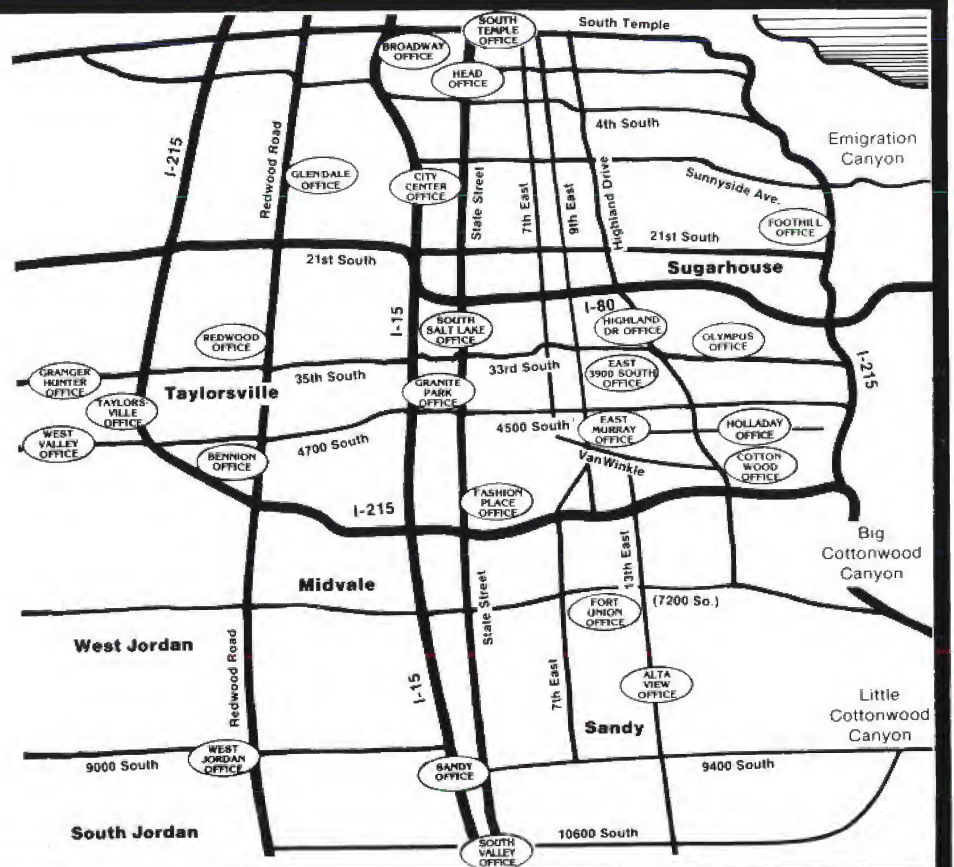 SOUTH
TEMPLE
OFFICE
South Temple
BROADWAY
OFFICE
HEAD
OFFICE
4th South
Emigration
Canyon
I-215
Redwood Road
GLENDALE
OFFICE
CITY
CENTER
OFFICE
State Street
7th East
9th East
Highland Drive
Sunnyside Ave.
FOOTHILL
OFFICE
21st South
21st South
Sugarhouse
I-80
I-15
SOUTH
SALT LAKE
OFFICE
HIGHLAND
DR OFFICE
OLYMPUS
OFFICE
REDWOOD
OFFICE
33rd South
I-215
GRANGER
HUNTER
OFFICE
35th South
Taylorsville
GRANITE
PARK
OFFICE
EAST
3900 SOUTH
OFFICE
TAYLORS-
VILLE
OFFICE
WEST
VALLEY
OFFICE
BENNION
OFFICE
4700 South
4500 South
EAST
MURRAY
OFFICE
HOLLADAY
OFFICE
VanWinkle
COTTON
WOOD
OFFICE
FASHION
PLACE
OFFICE
I-215
Big
Cottonwood
Canyon
Midvale
13th East
FORT
UNION
OFFICE
(7200 So.)
West Jordan
State Street
Redwood Road
I-15
7th East
ALTA
VIEW
OFFICE
Sandy
Little
Cottonwood
Canyon
WEST
JORDAN
OFFICE
9000 South
SANDY
OFFICE
9400 South
South Jordan
10600 South
SOUTH
VALLEY
OFFICE